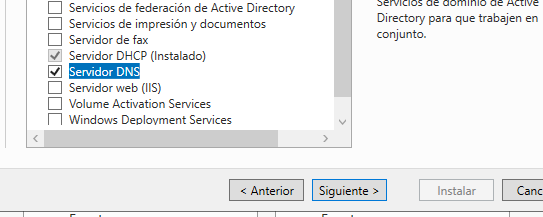 Servicios de federación de Active Directory
Servicios de impresión y documentos
Servidor de fax
Servidor DHCP (Instalado)
Servidor DNS
Servidor web (IIS)
Volume Activation Services
Windows Deployment Services
Servicios de dominio de Active
Directory para que trabajen en
conjunto.
< Anterior
Siguiente >
Instalar
Canc